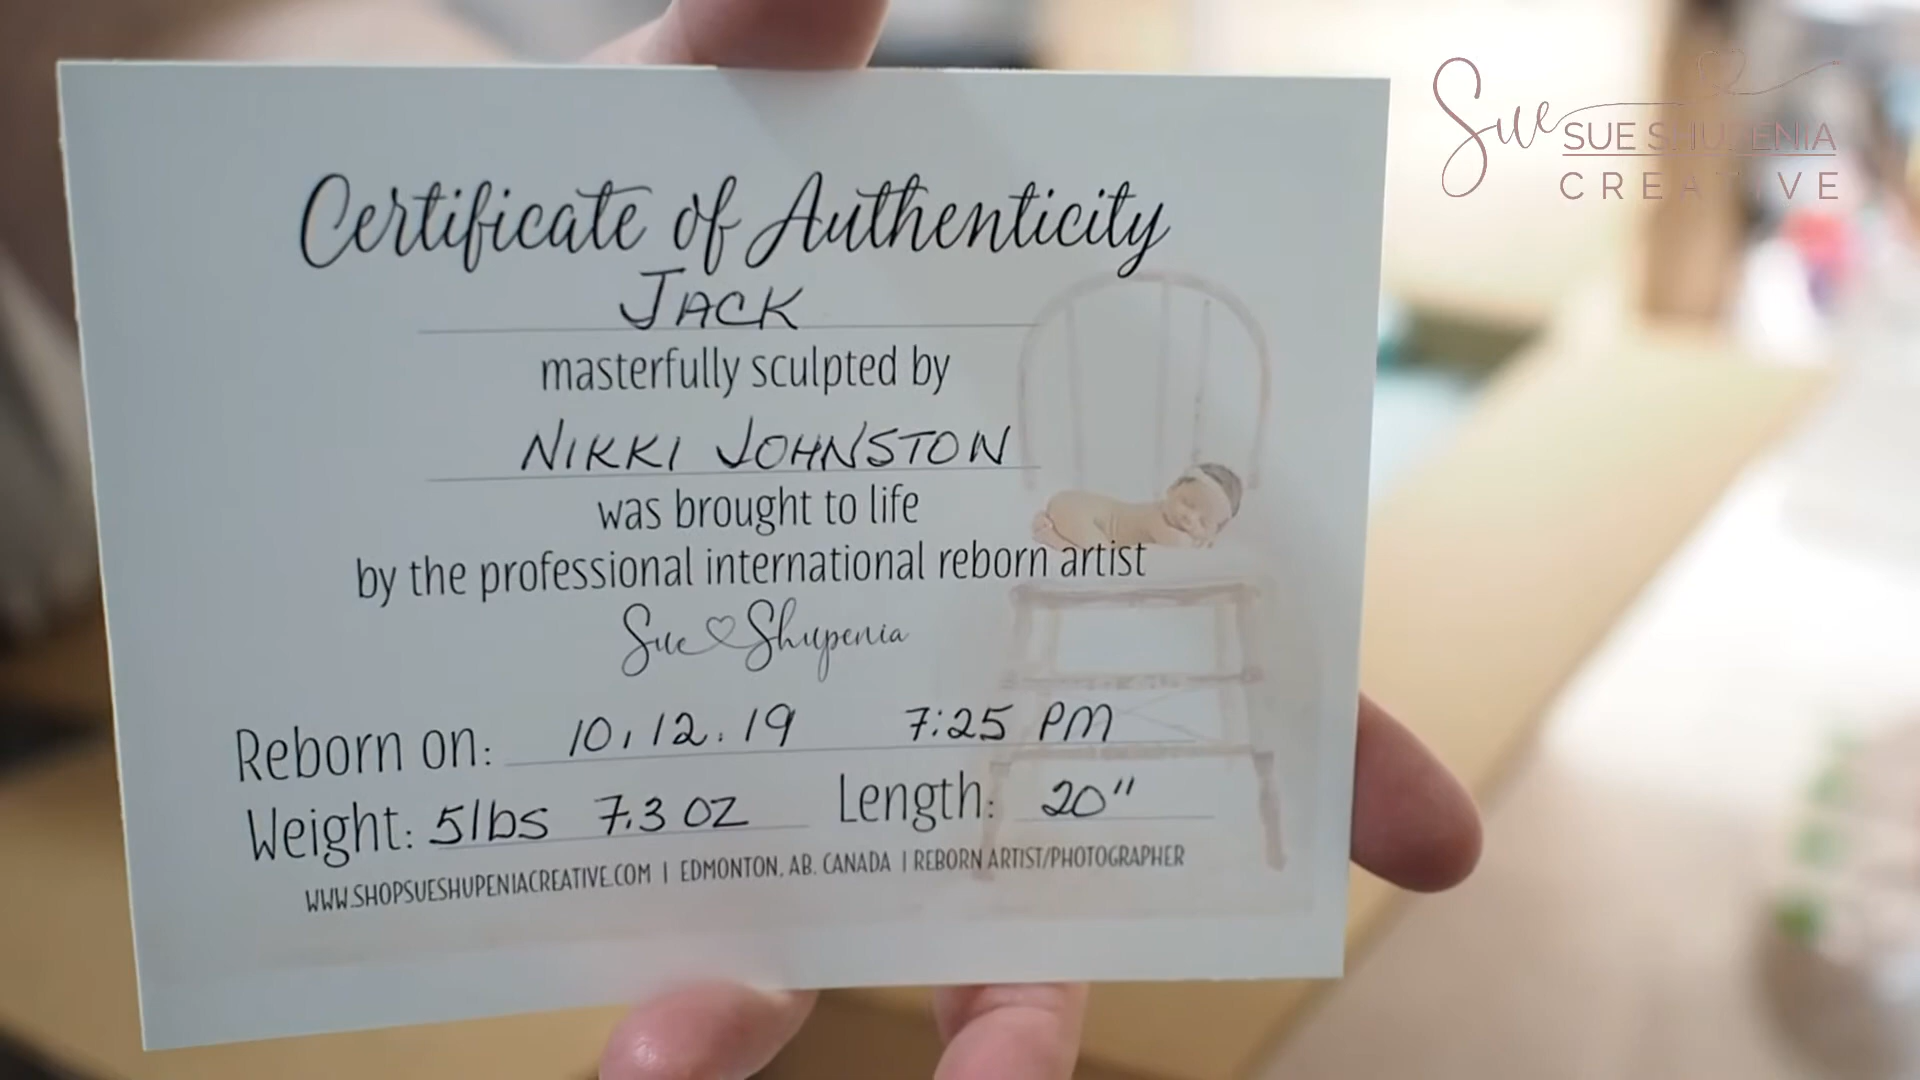 Certificate of Authenticity
JACK
masterfully sculpted by
NIKKI JOHNSTON
was brought to life
by the professional international reborn artist
Sue Shupenia
Reborn on: 10.12.19 7:25 PM
Weight: 5lbs 7.3 OZ Length: 20"
WWW.SHOPSUESHUPENIACREATIVE.COM | EDMONTON, AB. CANADA | REBORN ARTIST/PHOTOGRAPHER
Sue
SUE SHUPENIA
CREATIVE